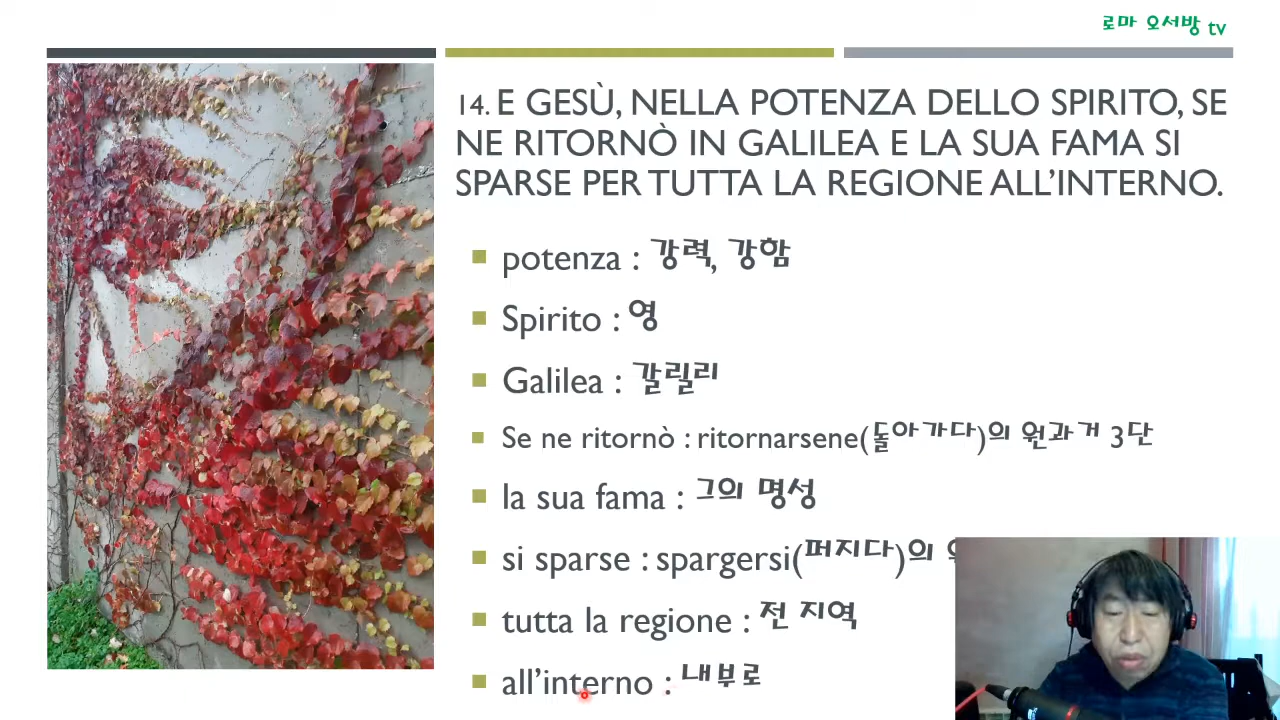 로마 오서방 tv
14. E GESÙ, NELLA POTENZA DELLO SPIRITO, SE
NE RITORNÒ IN GALILEA E LA SUA FAMA SI
SPARSE PER TUTTA LA REGIONE ALL'INTERNO.
potenza : 강력, 강함
Spirito : 영
Galilea : 갈릴리
Se ne ritornò : ritornarsene(돌아가다)의 원과거 3단
la sua fama : 그의 명성
si sparse : spargersi(퍼지다)의
tutta la regione : 전 지역
all'interno : 내부로